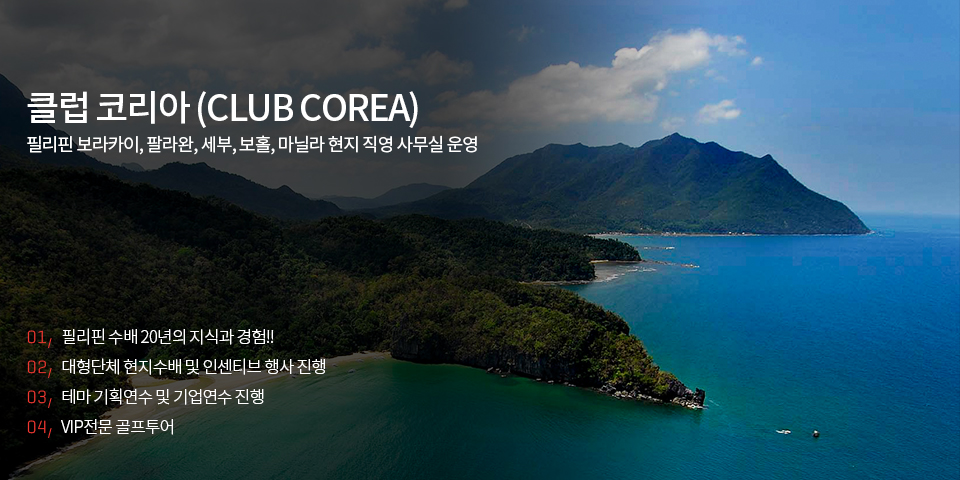 클럽 코리아 (CLUB COREA)
필리핀 보라카이, 팔라완, 세부, 보홀, 마닐라 현지 직영 사무실 운영
01, 필리핀 수배 20년의 지식과 경험!!
02, 대형단체 현지수배 및 인센티브 행사 진행
03, 테마 기획연수 및 기업연수 진행
04, VIP전문 골프투어